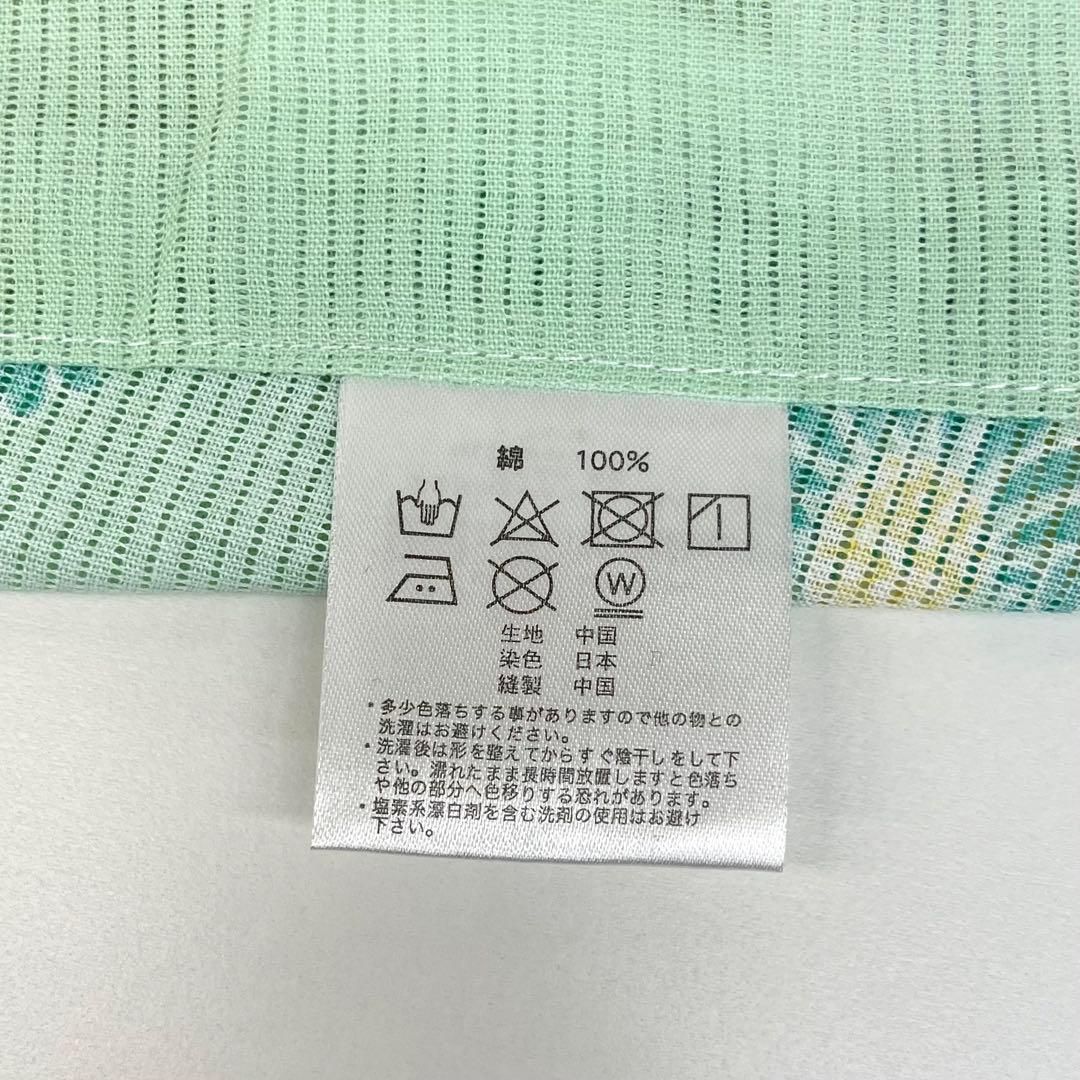 綿 100%
W
生地 中国
染色 日本
縫製 中国
・多少色落ちする事がありますので他の物との
洗濯はお避けください。
・洗濯後は形を整えてからすぐ陰干しをして下
さい。濡れたまま長時間放置しますと色落ち
や他の部分へ色移りする恐れがあります。
・塩素系漂白剤を含む洗剤の使用はお避け
下さい。